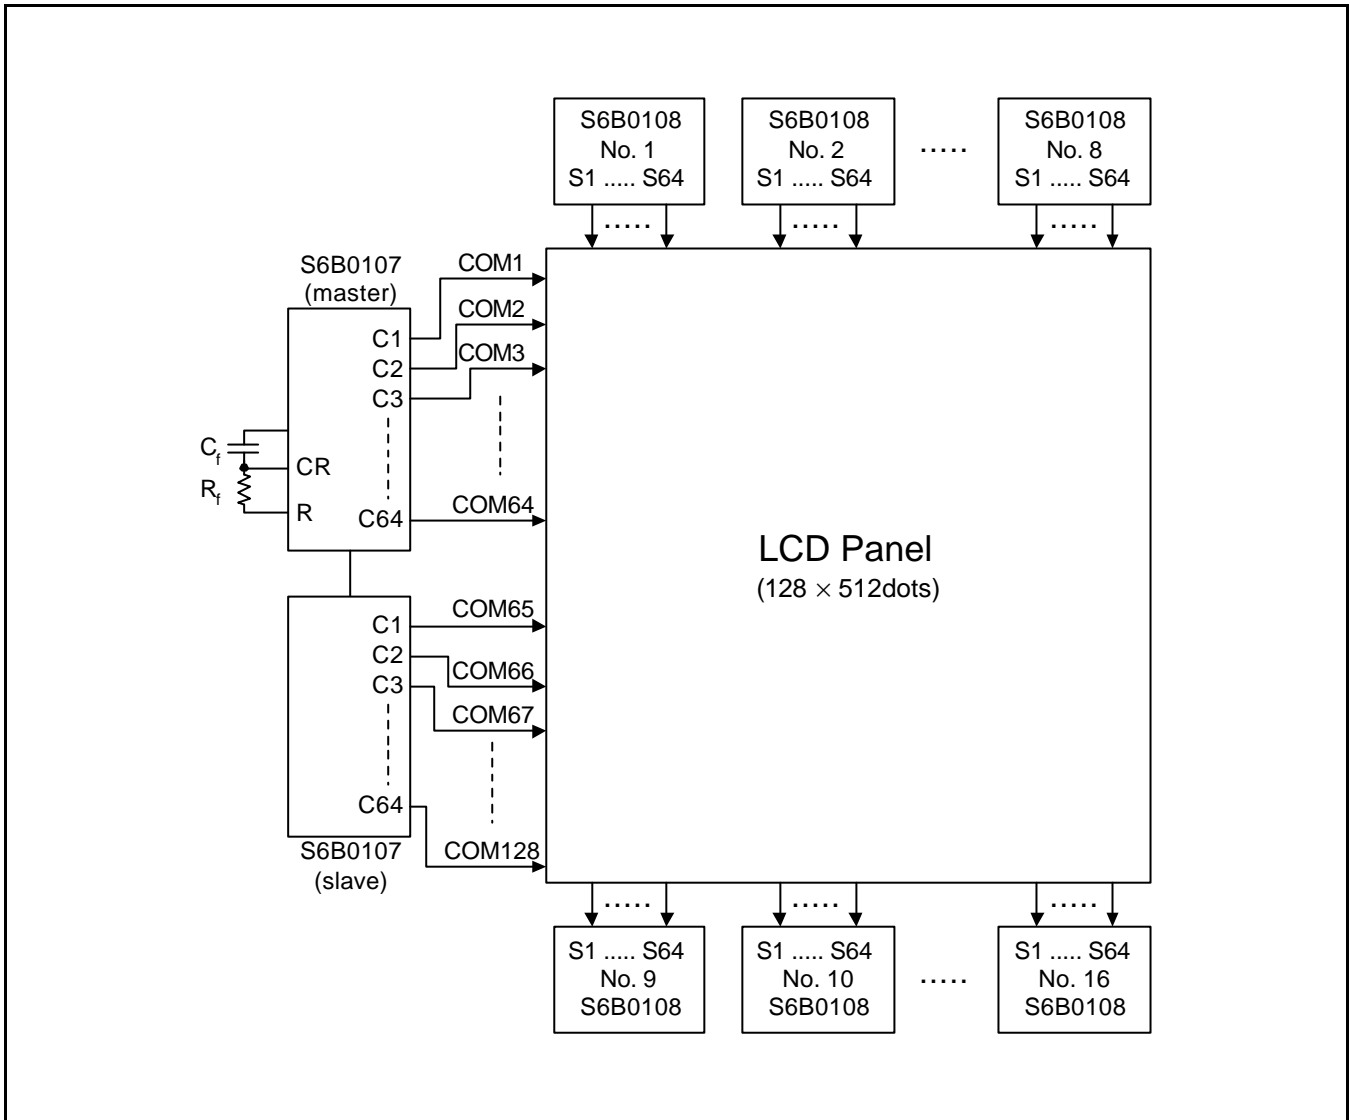 S6B0108
No. 1
S1 ..... S64
S6B0108
No. 2
S1 ..... S64
.....
S6B0108
No. 8
S1 ..... S64
.....
.....
.....
S6B0107
(master)
C1
C2
C3
C64
CR
R
Cf
Rf
COM1
COM2
COM3
COM64
LCD Panel
(128 × 512dots)
C1
C2
C3
C64
S6B0107
(slave)
COM65
COM66
COM67
COM128
.....
.....
.....
S1 ..... S64
No. 9
S6B0108
S1 ..... S64
No. 10
S6B0108
.....
S1 ..... S64
No. 16
S6B0108